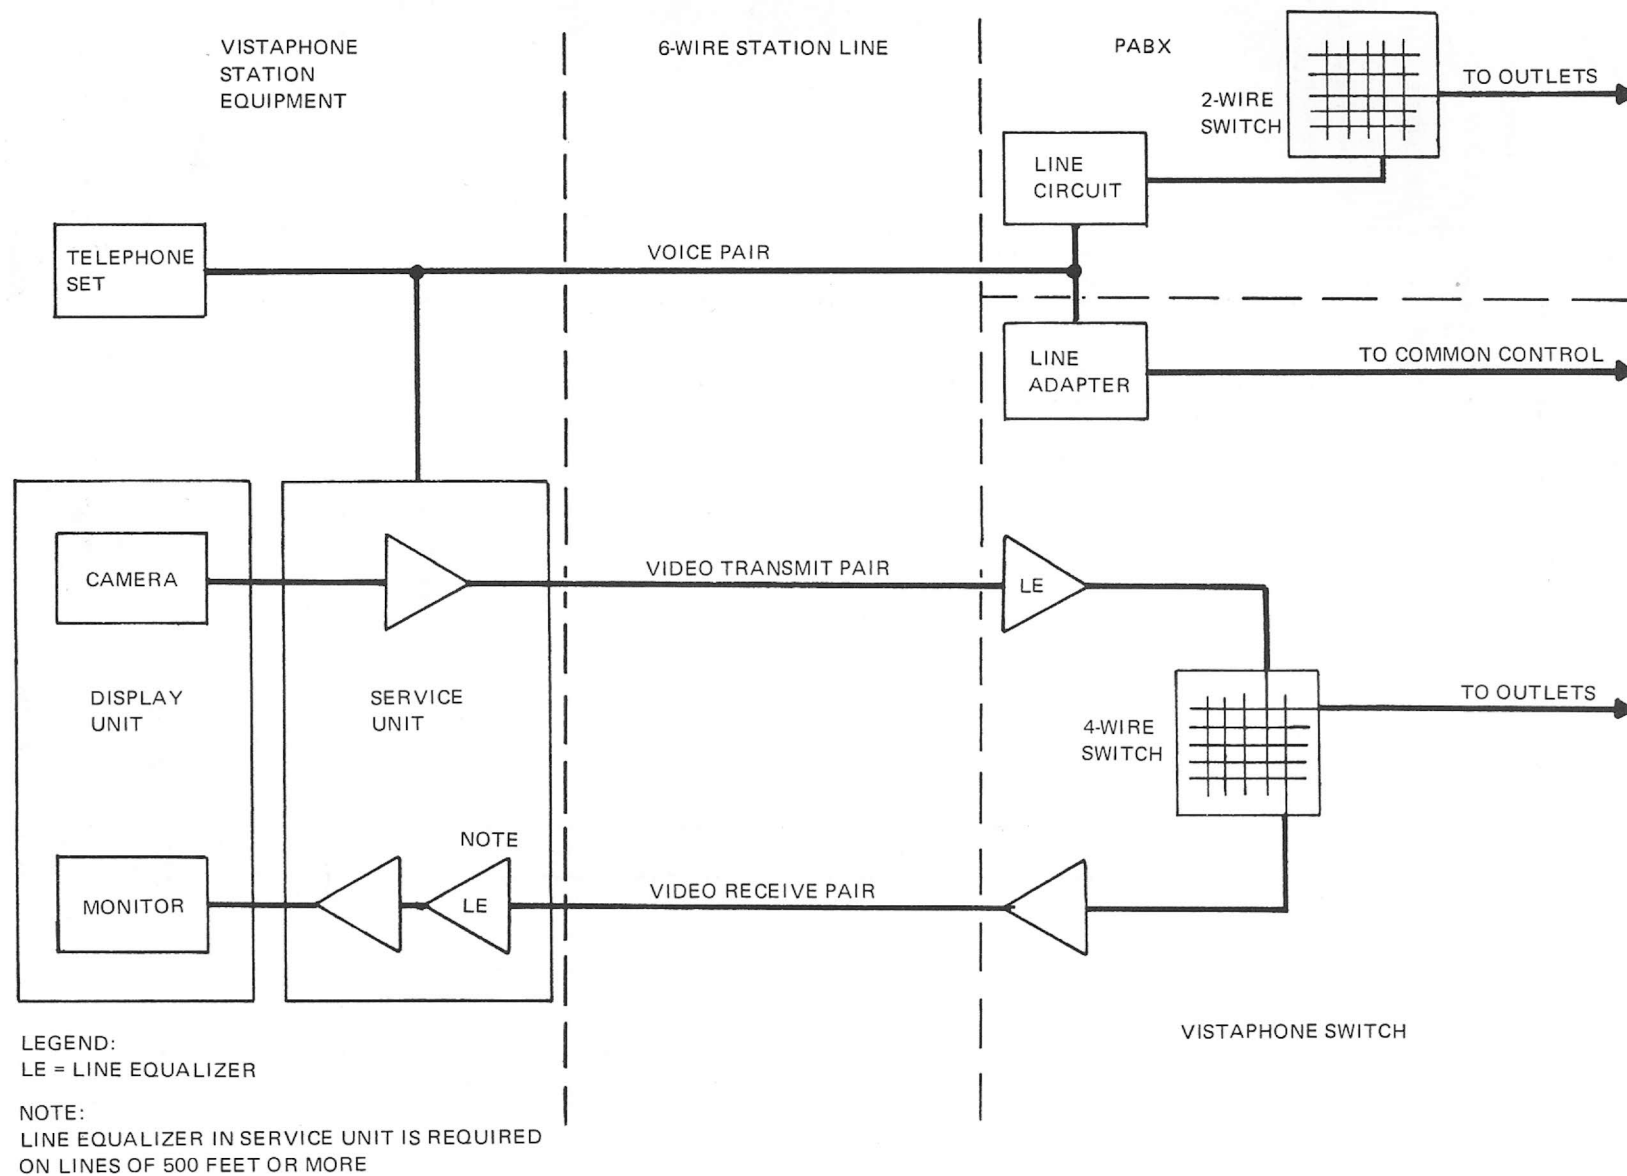 VISTAPHONE
STATION
EQUIPMENT
6-WIRE STATION LINE
PABX
TO OUTLETS
2-WIRE
SWITCH
LINE
CIRCUIT
TELEPHONE
SET
VOICE PAIR
LINE
ADAPTER
TO COMMON CONTROL
CAMERA
VIDEO TRANSMIT PAIR
LE
DISPLAY
UNIT
SERVICE
UNIT
4-WIRE
SWITCH
TO OUTLETS
NOTE
MONITOR
LE
VIDEO RECEIVE PAIR
VISTAPHONE SWITCH
LEGEND:
LE = LINE EQUALIZER
NOTE:
LINE EQUALIZER IN SERVICE UNIT IS REQUIRED
ON LINES OF 500 FEET OR MORE